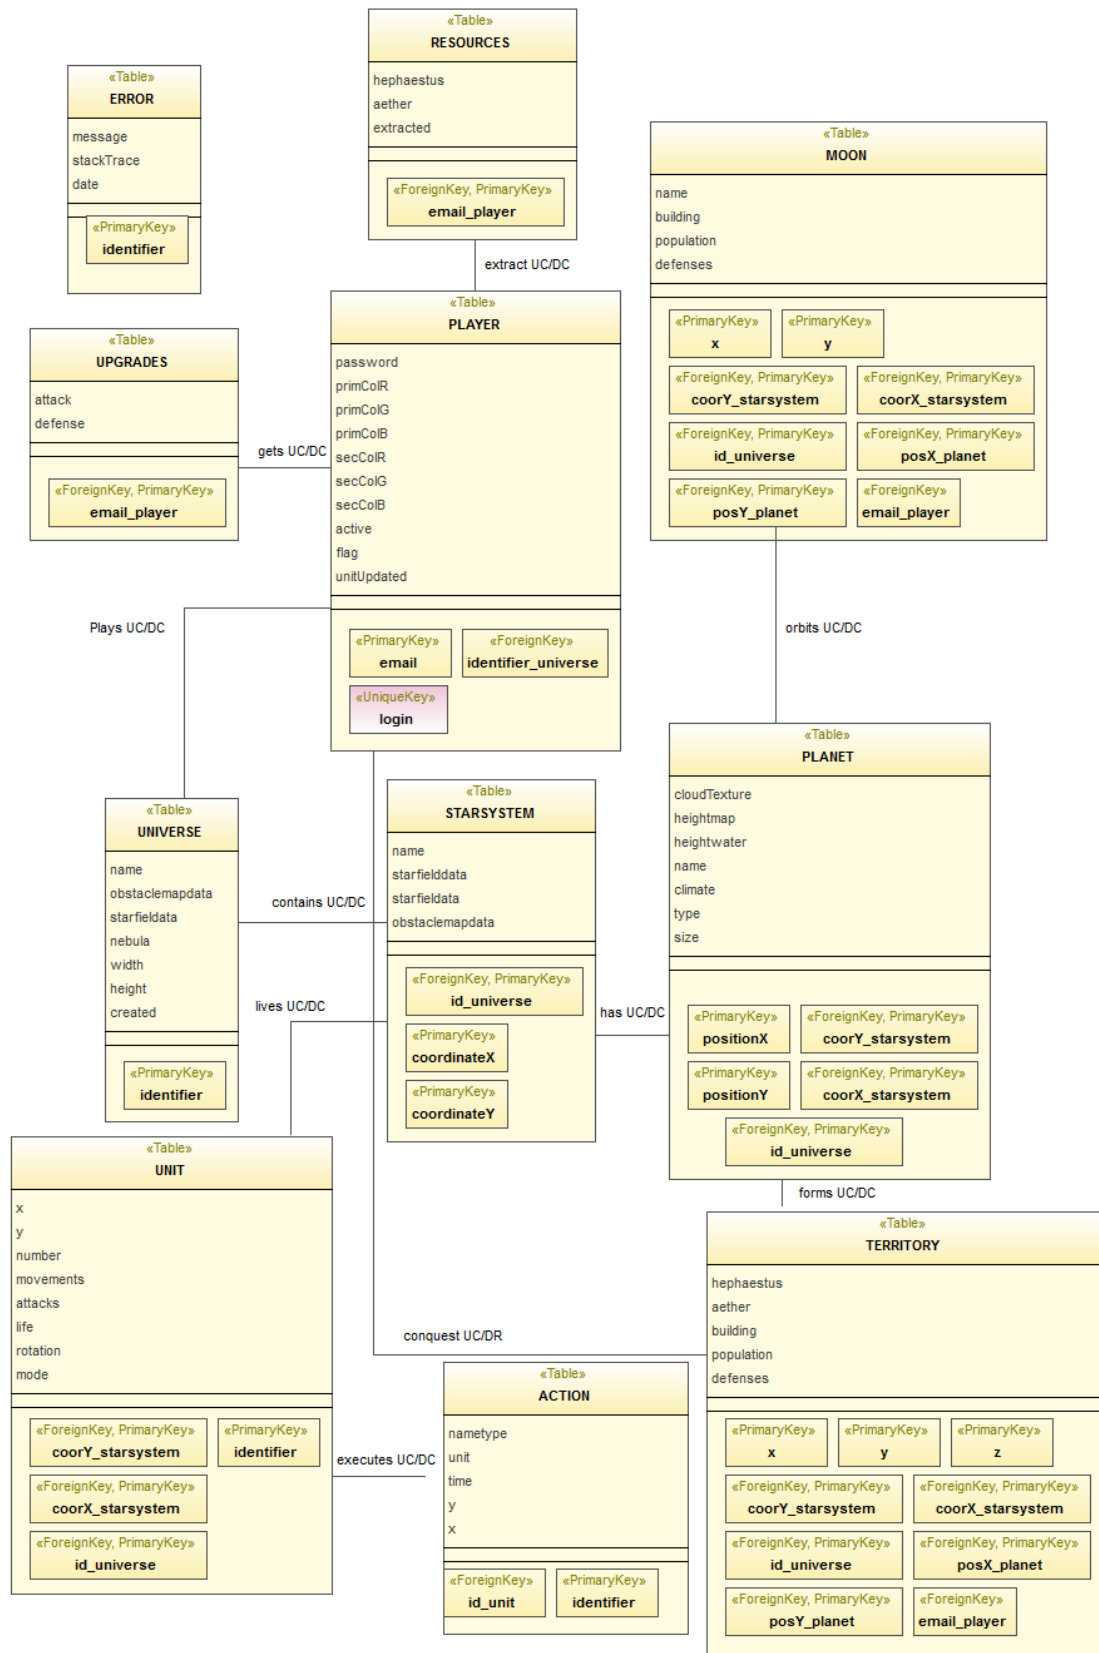 «Table»
RESOURCES
hephaestus
aether
extracted
«ForeignKey, PrimaryKey»
email_player
«Table»
ERROR
message
stackTrace
date
«PrimaryKey»
identifier
«Table»
MOON
name
building
population
defenses
«PrimaryKey»
x
«PrimaryKey»
y
«ForeignKey, PrimaryKey»
coorY_starsystem
«ForeignKey, PrimaryKey»
coorX_starsystem
«ForeignKey, PrimaryKey»
id_universe
«ForeignKey, PrimaryKey»
posX_planet
«ForeignKey, PrimaryKey»
posY_planet
«ForeignKey»
email_player
extract UC/DC
«Table»
PLAYER
password
primColR
primColG
primColB
secColR
secColG
secColB
active
flag
unitUpdated
«PrimaryKey»
email
«ForeignKey»
identifier_universe
«UniqueKey»
login
«Table»
UPGRADES
attack
defense
«ForeignKey, PrimaryKey»
email_player
gets UC/DC
Plays UC/DC
orbits UC/DC
«Table»
PLANET
cloudTexture
heightmap
heightwater
name
climate
type
size
«PrimaryKey»
positionX
«ForeignKey, PrimaryKey»
coorY_starsystem
«PrimaryKey»
positionY
«ForeignKey, PrimaryKey»
coorX_starsystem
«ForeignKey, PrimaryKey»
id_universe
«Table»
STARSYSTEM
name
starfielddata
starfieldata
obstaclemapdata
«ForeignKey, PrimaryKey»
id_universe
«PrimaryKey»
coordinateX
«PrimaryKey»
coordinateY
«Table»
UNIVERSE
name
obstaclemapdata
starfieldata
nebula
width
height
created
«PrimaryKey»
identifier
contains UC/DC
lives UC/DC
has UC/DC
«Table»
UNIT
x
y
number
movements
attacks
life
rotation
mode
«ForeignKey, PrimaryKey»
coorY_starsystem
«PrimaryKey»
identifier
«ForeignKey, PrimaryKey»
coorX_starsystem
«ForeignKey, PrimaryKey»
id_universe
forms UC/DC
«Table»
TERRITORY
hephaestus
aether
building
population
defenses
«PrimaryKey»
x
«PrimaryKey»
y
«PrimaryKey»
z
«ForeignKey, PrimaryKey»
coorY_starsystem
«ForeignKey, PrimaryKey»
coorX_starsystem
«ForeignKey, PrimaryKey»
id_universe
«ForeignKey, PrimaryKey»
posX_planet
«ForeignKey, PrimaryKey»
posY_planet
«ForeignKey»
email_player
conquest UC/DR
«Table»
ACTION
nametype
unit
time
y
x
«ForeignKey»
id_unit
«PrimaryKey»
identifier
executes UC/DC